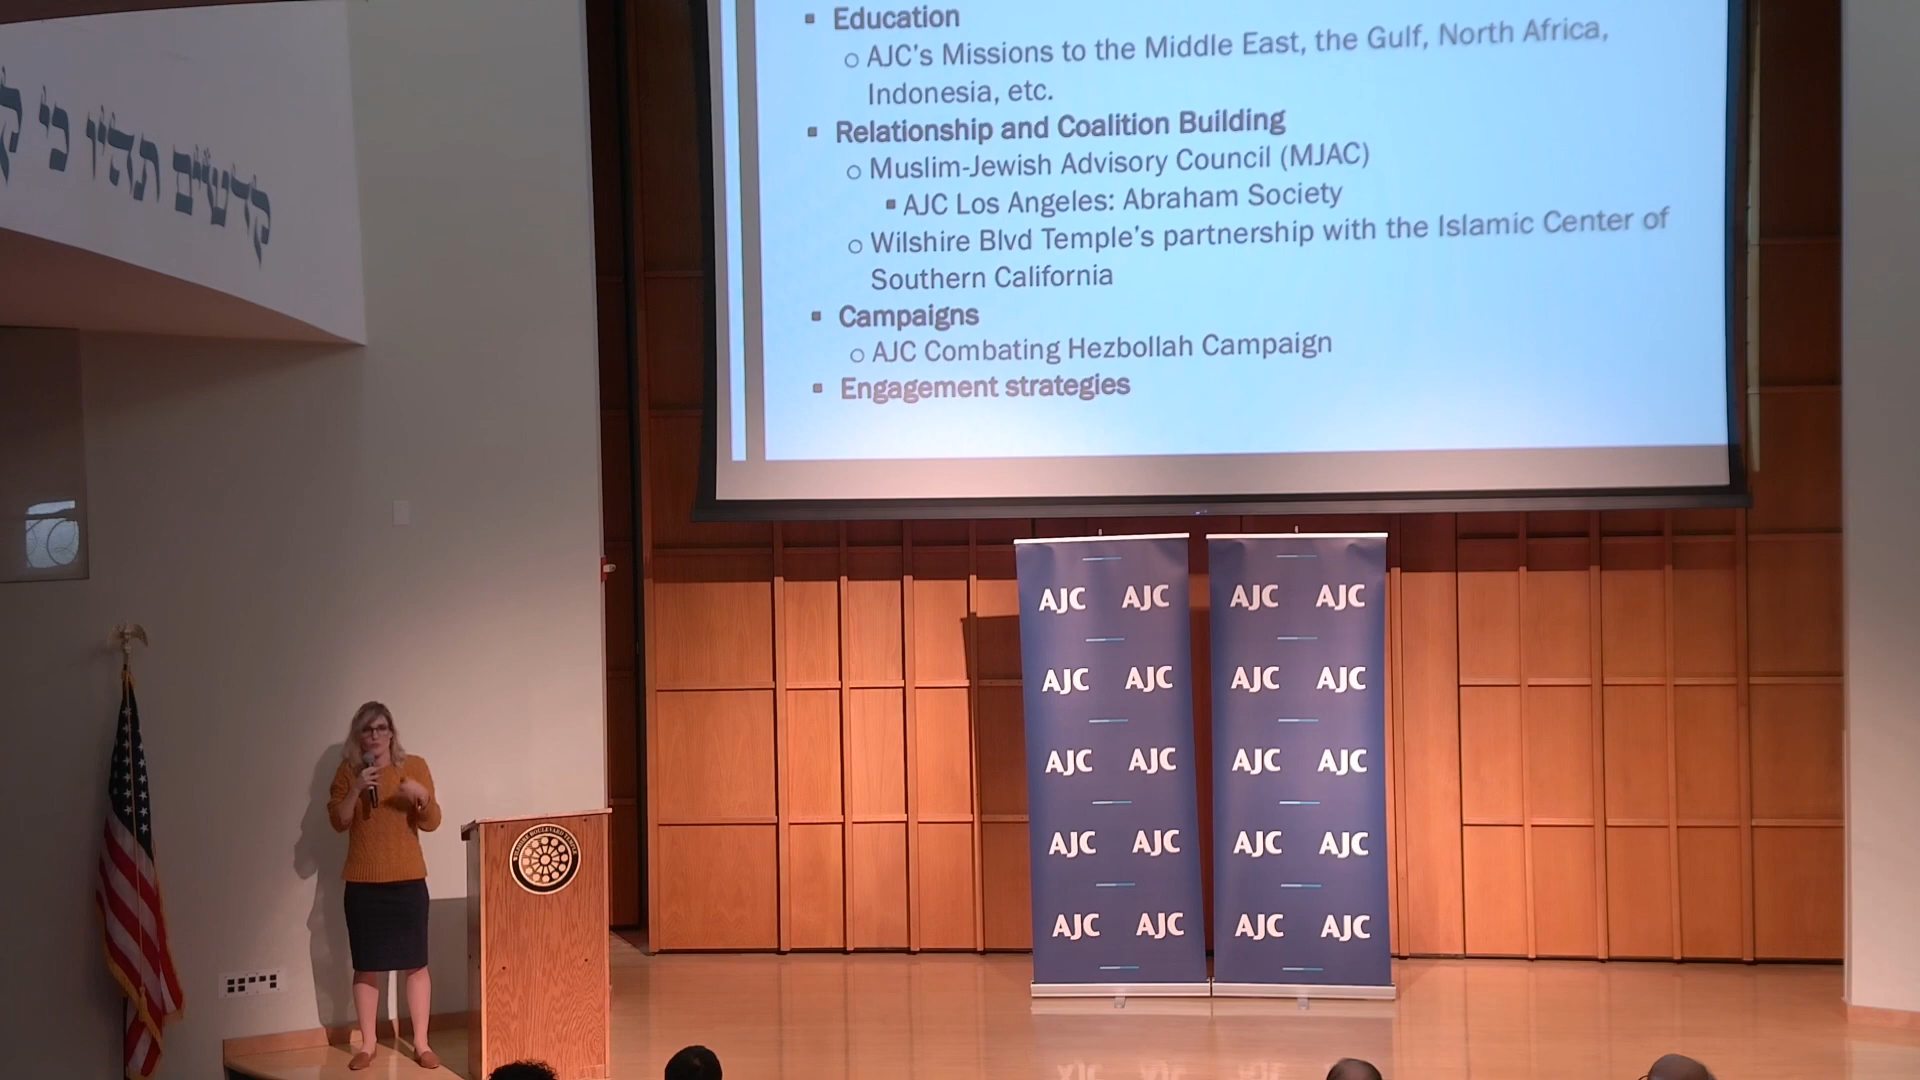 ▪ Education
o AJC's Missions to the Middle East, the Gulf, North Africa,
Indonesia, etc.
▪ Relationship and Coalition Building
o Muslim-Jewish Advisory Council (MJAC)
▪ AJC Los Angeles: Abraham Society
o Wilshire Blvd Temple's partnership with the Islamic Center of
Southern California
▪ Campaigns
o AJC Combating Hezbollah Campaign
▪ Engagement strategies
קדשים תהיו כי
WILSHIRE BOULEVARD TEMPLE
AJC AJC AJC AJC
AJC AJC AJC AJC
AJC AJC AJC AJC
AJC AJC AJC AJC
AJC AJC AJC AJC